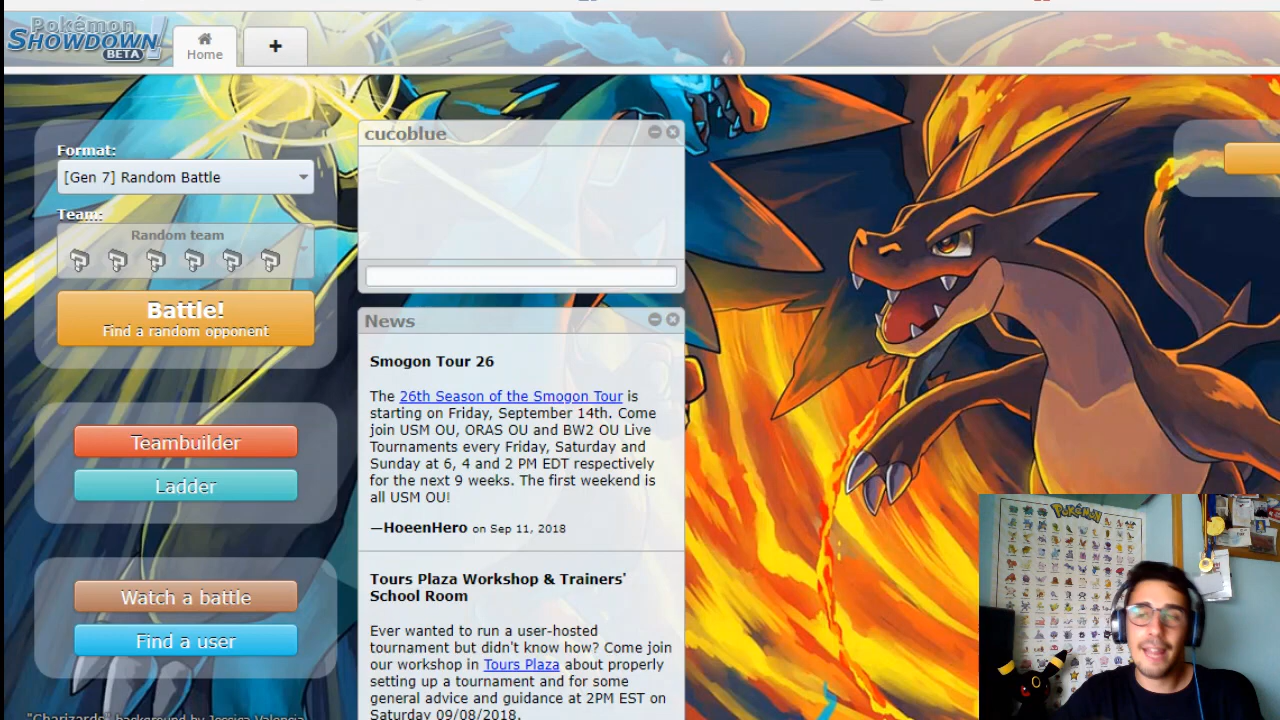 Pokémon
SHOWDOWN!
BETA
Home
+
Format:
[Gen 7] Random Battle
Team:
Random team
Battle!
Find a random opponent
Teambuilder
Ladder
Watch a battle
Find a user
"Charizards" background by Jessica Valencia
cucoblue
News
Smogon Tour 26
The 26th Season of the Smogon Tour is
starting on Friday, September 14th. Come
join USM OU, ORAS OU and BW2 OU Live
Tournaments every Friday, Saturday and
Sunday at 6, 4 and 2 PM EDT respectively
for the next 9 weeks. The first weekend is
all USM OU!
—HoeenHero on Sep 11, 2018
Tours Plaza Workshop & Trainers'
School Room
Ever wanted to run a user-hosted
tournament but didn't know how? Come join
our workshop in Tours Plaza about properly
setting up a tournament and for some
general advice and guidance at 2PM EST on
Saturday 09/08/2018.
POKéMON